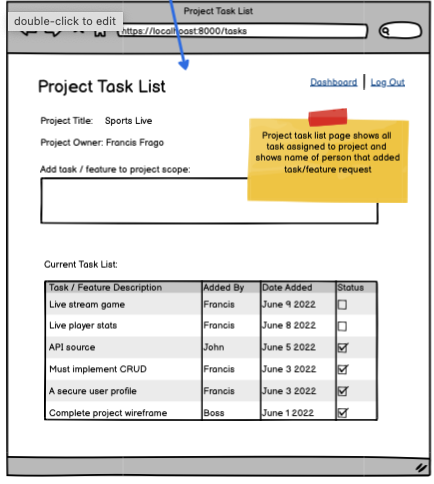 Project Task List
double-click to edit
https://localhoast:8000/tasks
Project Task List
Dashboard | Log Out
Project Title: Sports Live
Project Owner: Francis Frago
Project task list page shows all
task assigned to project and
shows name of person that added
task/feature request
Add task / feature to project scope:
Current Task List:
Task / Feature Description Added By Date Added Status
Live stream game Francis June 9 2022
Live player stats Francis June 8 2022
API source John June 5 2022
Must implement CRUD Francis June 3 2022
A secure user profile Francis June 3 2022
Complete project wireframe Boss June 1 2022